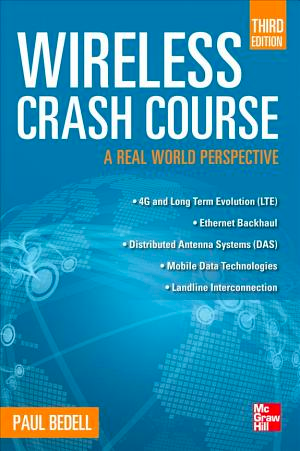 THIRD
EDITION
WIRELESS
CRASH COURSE
A REAL WORLD PERSPECTIVE
• 4G and Long Term Evolution (LTE)
• Ethernet Backhaul
• Distributed Antenna Systems (DAS)
• Mobile Data Technologies
• Landline Interconnection
PAUL BEDELL
Mc
Graw
Hill